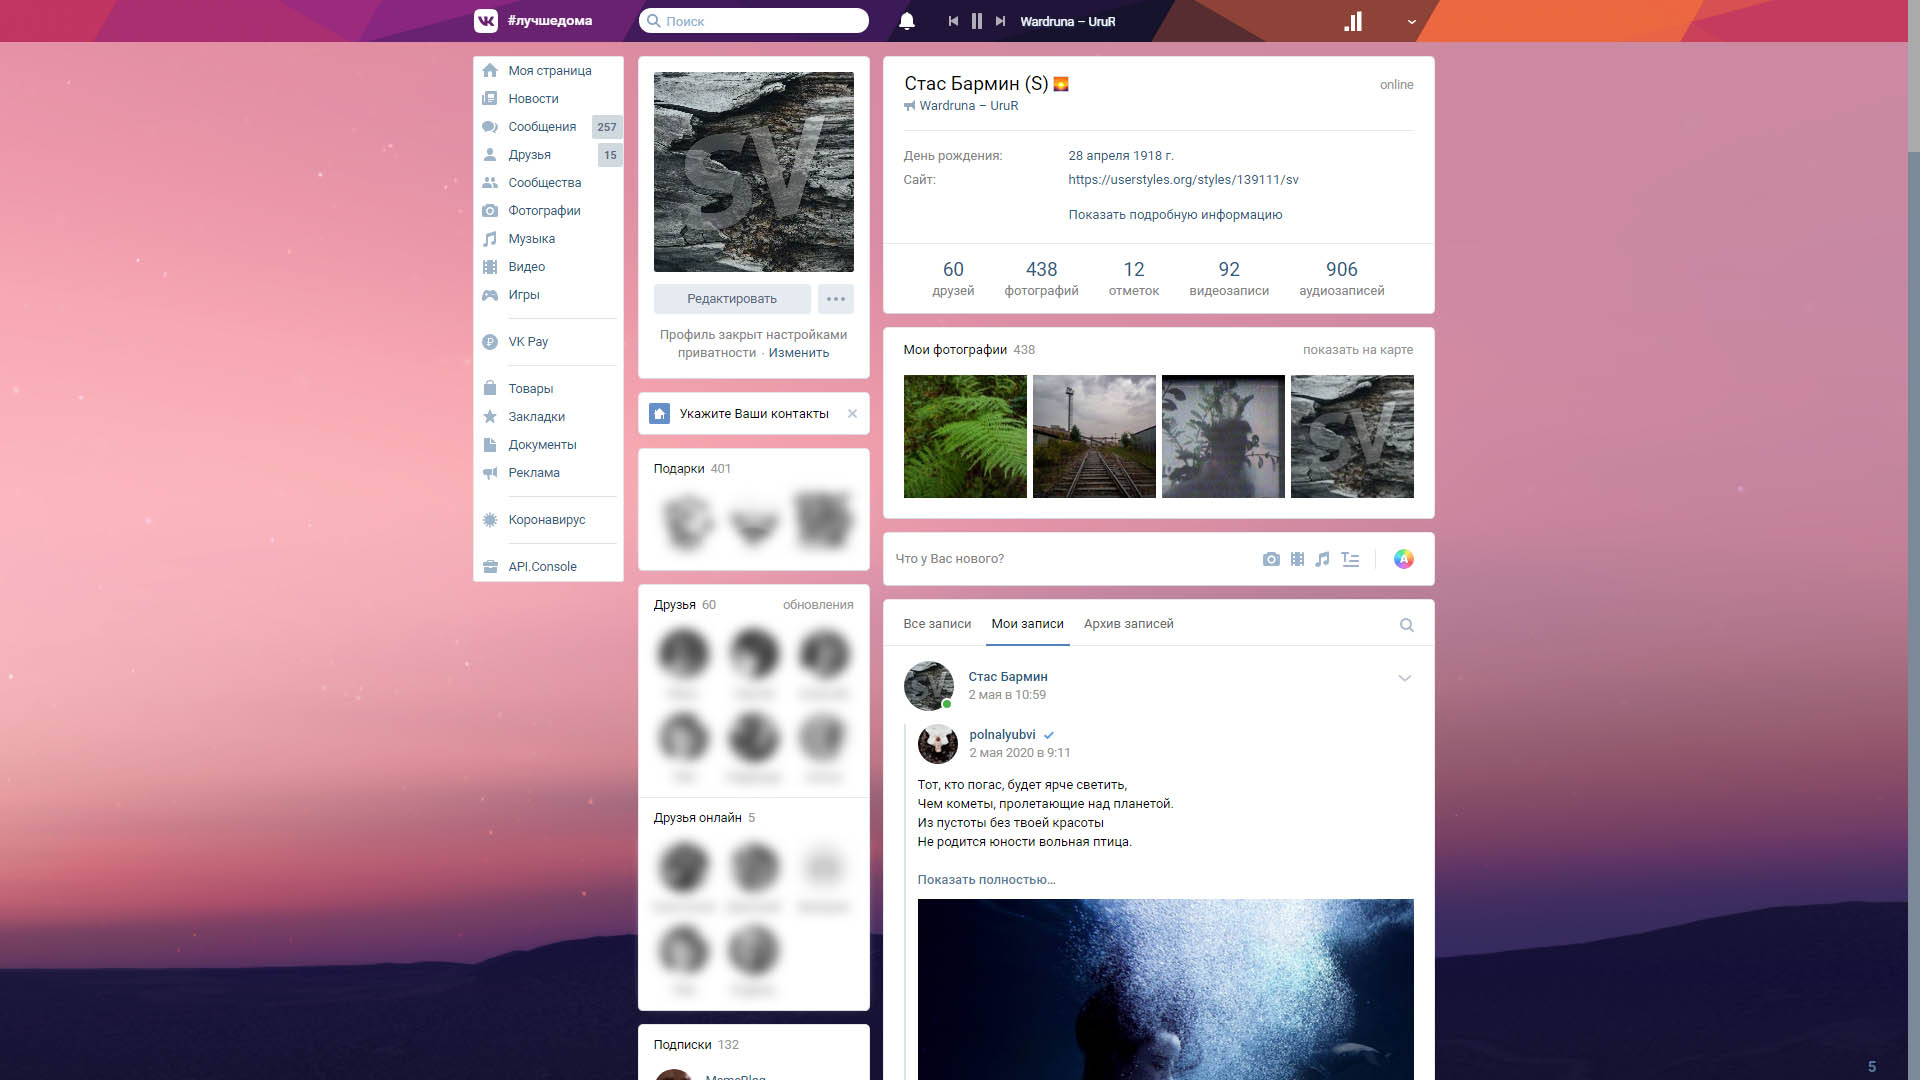 #лучшедома
Поиск
Wardruna – UruR
Моя страница
Новости
Сообщения 257
Друзья 15
Сообщества
Фотографии
Музыка
Видео
Игры
VK Pay
Товары
Закладки
Документы
Реклама
Коронавирус
API.Console
SV
Редактировать
Профиль закрыт настройками
приватности · Изменить
Укажите Ваши контакты
Подарки 401
Друзья 60 обновления
Друзья онлайн 5
Подписки 132
Стас Бармин (S)
online
Wardruna – UruR
День рождения: 28 апреля 1918 г.
Сайт: https://userstyles.org/styles/139111/sv
Показать подробную информацию
60 438 12 92 906
друзей фотографий отметок видеозаписи аудиозаписей
Мои фотографии 438 показать на карте
SV
Что у Вас нового?
Все записи Мои записи Архив записей
Стас Бармин
2 мая в 10:59
polnalyubvi
2 мая 2020 в 9:11
Тот, кто погас, будет ярче светить,
Чем кометы, пролетающие над планетой.
Из пустоты без твоей красоты
Не родится юности вольная птица.
Показать полностью…
5